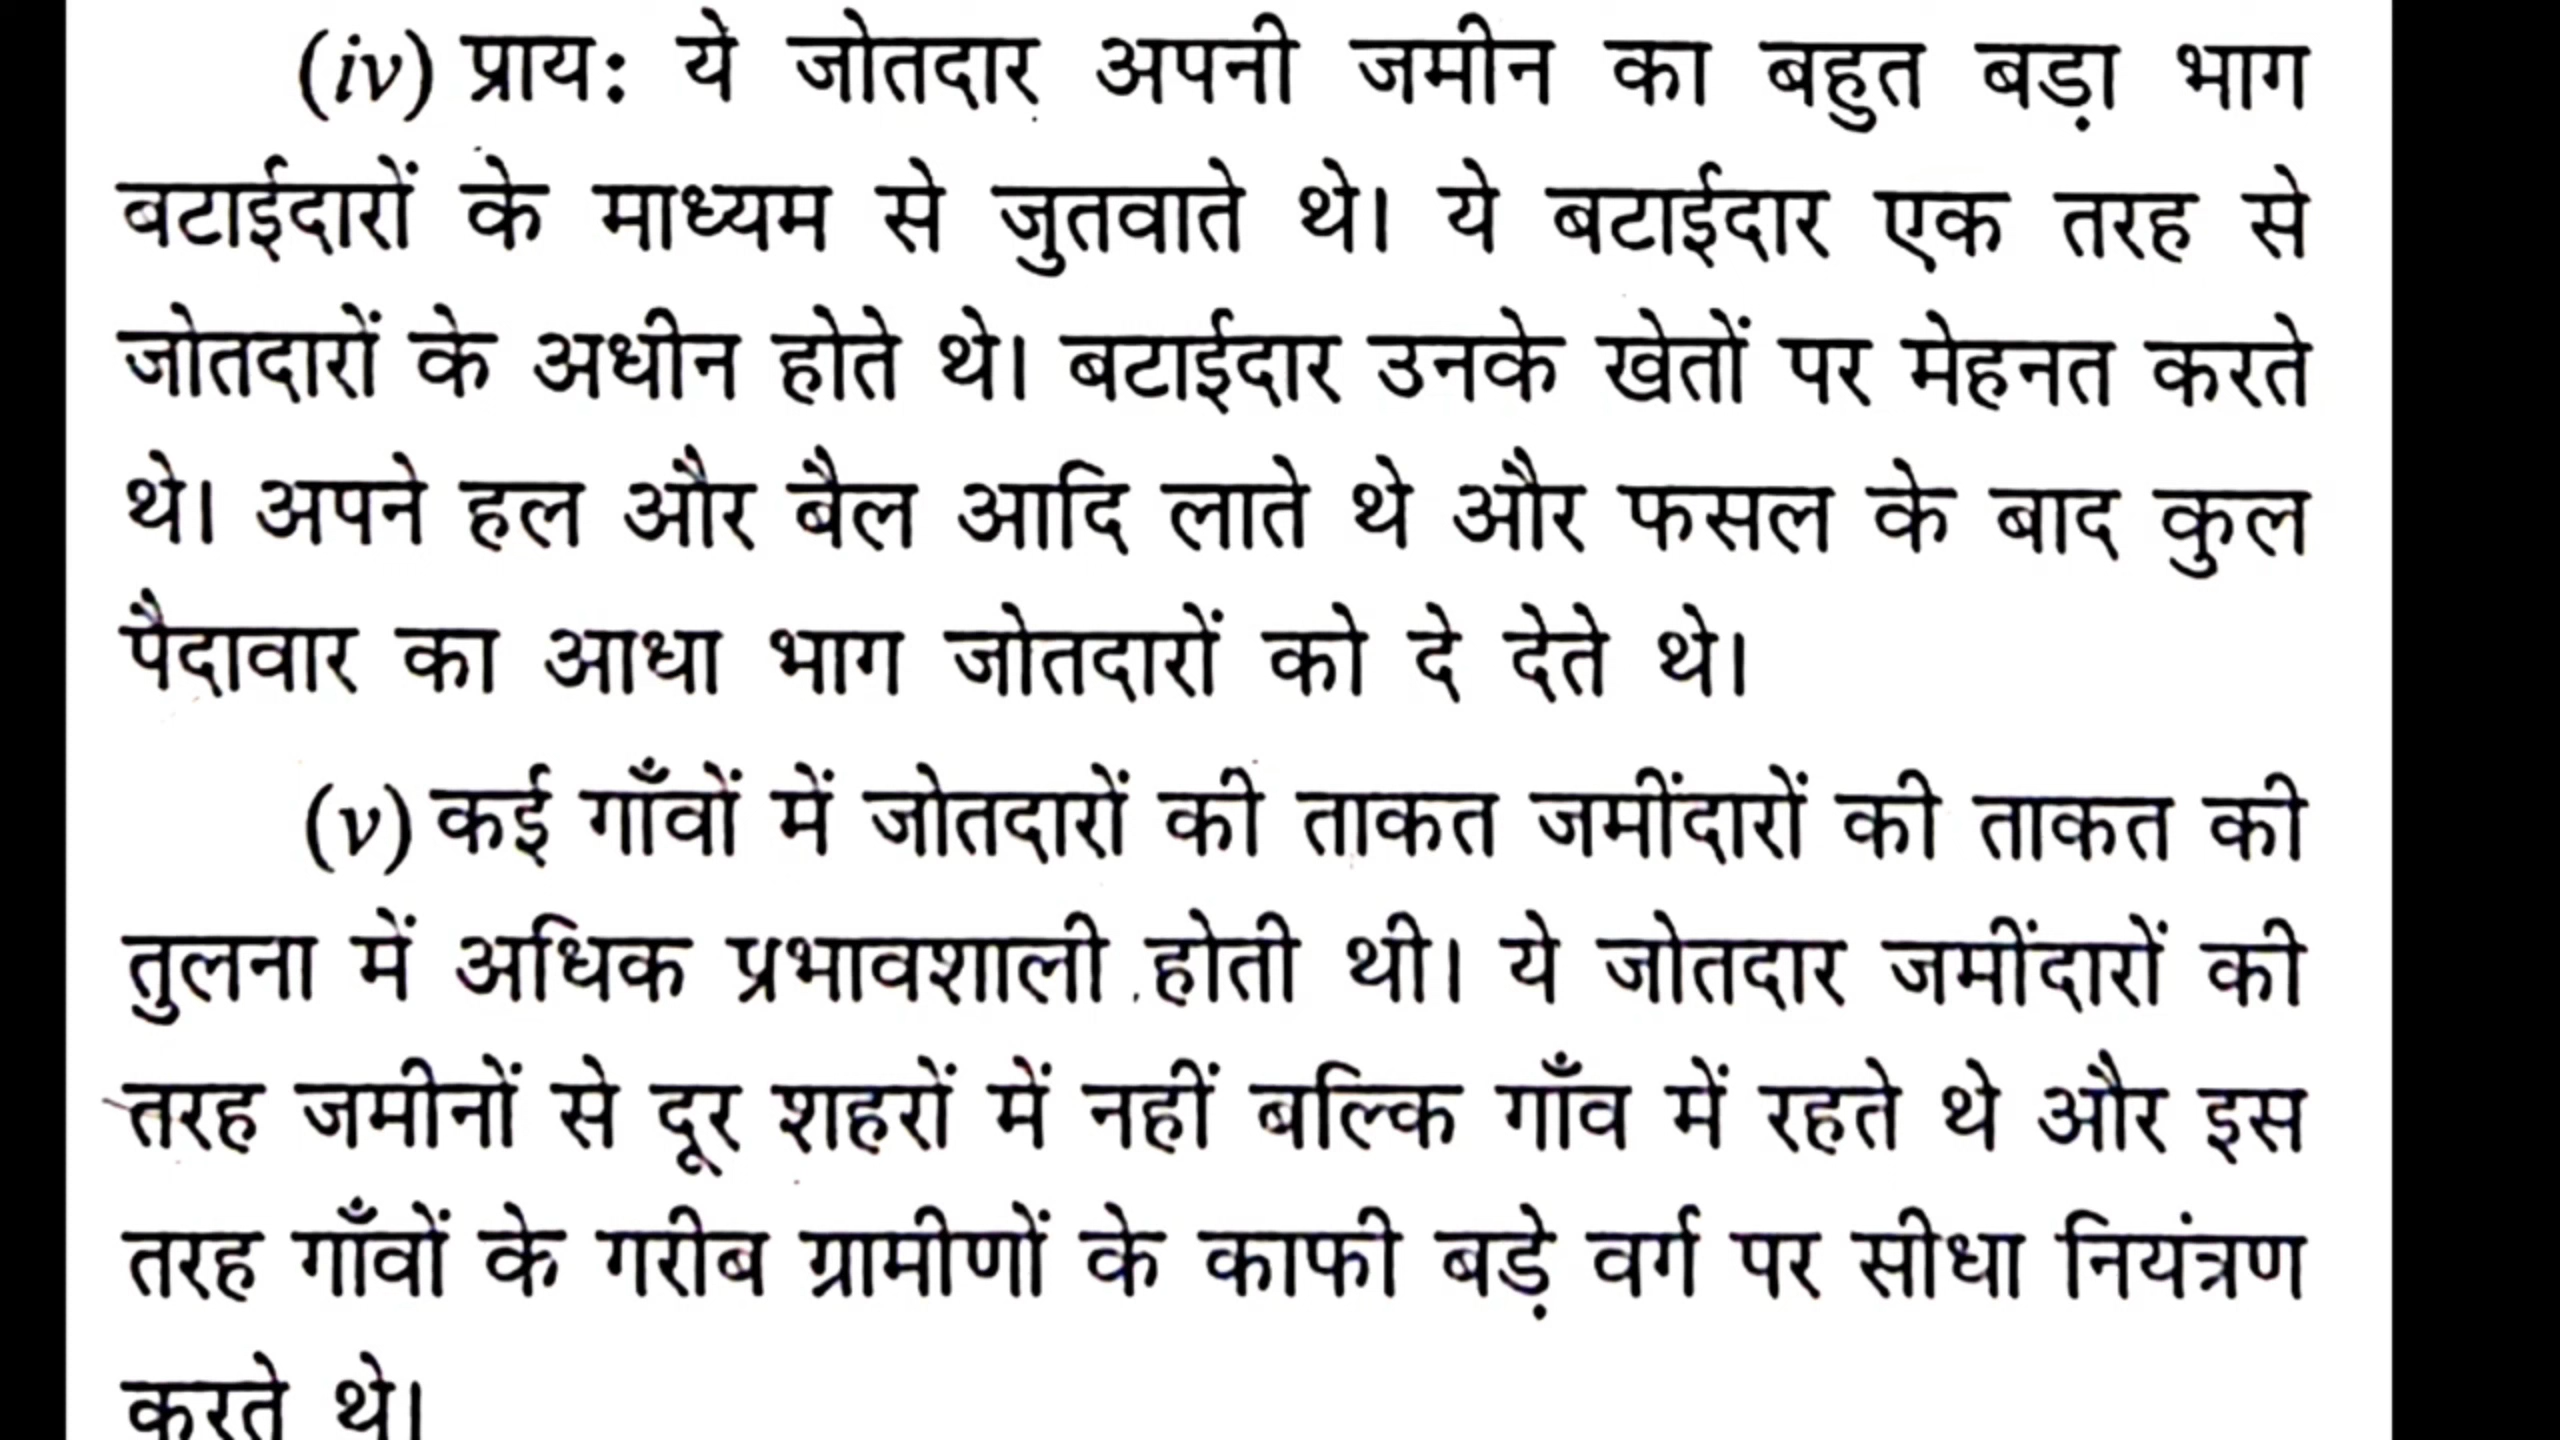 (iv) प्राय: ये जोतदार अपनी जमीन का बहुत बड़ा भाग
बटाईदारों के माध्यम से जुतवाते थे। ये बटाईदार एक तरह से
जोतदारों के अधीन होते थे। बटाईदार उनके खेतों पर मेहनत करते
थे। अपने हल और बैल आदि लाते थे और फसल के बाद कुल
पैदावार का आधा भाग जोतदारों को दे देते थे।
(v) कई गाँवों में जोतदारों की ताकत जमींदारों की ताकत की
तुलना में अधिक प्रभावशाली होती थी। ये जोतदार जमींदारों की
तरह जमीनों से दूर शहरों में नहीं बल्कि गाँव में रहते थे और इस
तरह गाँवों के गरीब ग्रामीणों के काफी बड़े वर्ग पर सीधा नियंत्रण
करते थे।